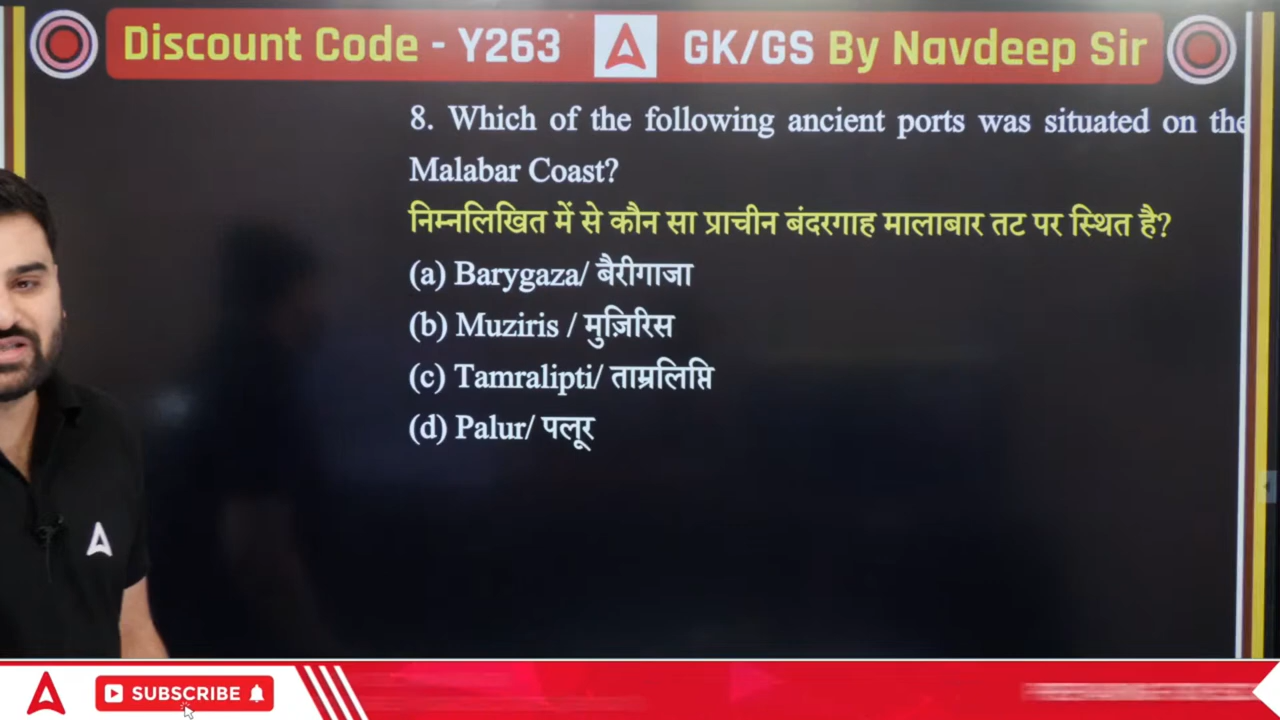 Discount Code - Y263 GK/GS By Navdeep Sir
8. Which of the following ancient ports was situated on the
Malabar Coast?
निम्नलिखित में से कौन सा प्राचीन बंदरगाह मालाबार तट पर स्थित है?
(a) Barygaza/ बैरीगाजा
(b) Muziris / मुज़िरिस
(c) Tamralipti/ ताम्रलिप्ति
(d) Palur/ पलूर
SUBSCRIBE